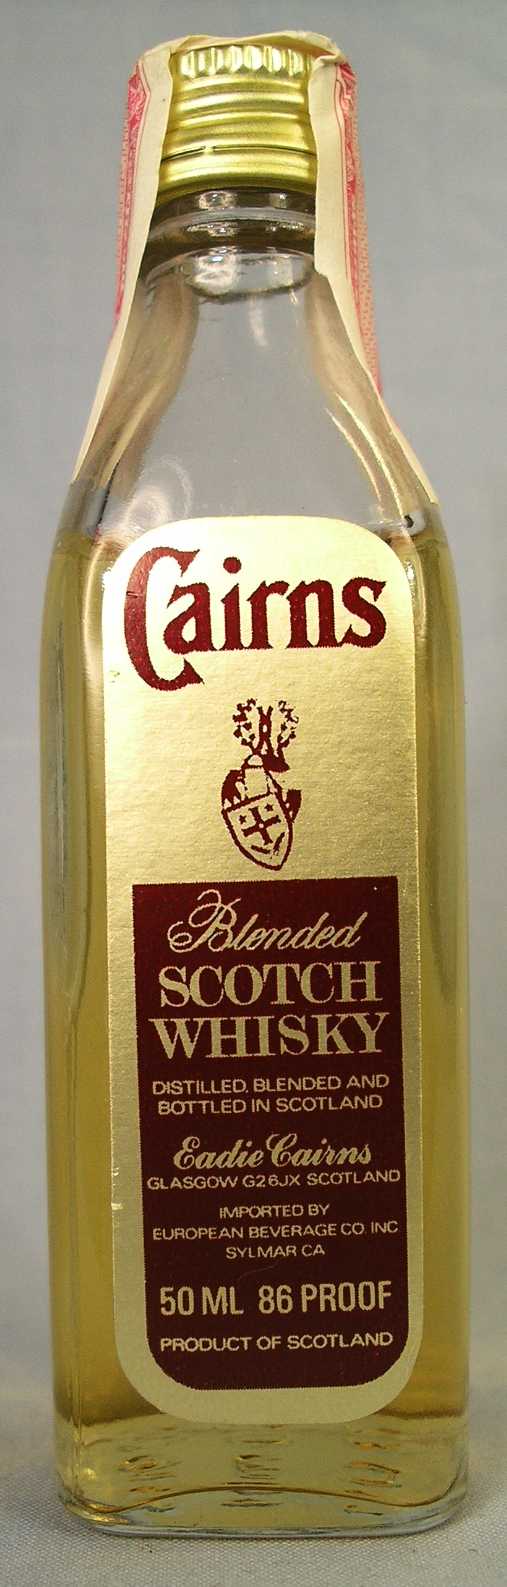 Cairns
Blended
SCOTCH
WHISKY
DISTILLED, BLENDED AND
BOTTLED IN SCOTLAND
Eadie Cairns
GLASGOW G2 6JX SCOTLAND
IMPORTED BY
EUROPEAN BEVERAGE CO. INC
SYLMAR CA
50 ML 86 PROOF
PRODUCT OF SCOTLAND